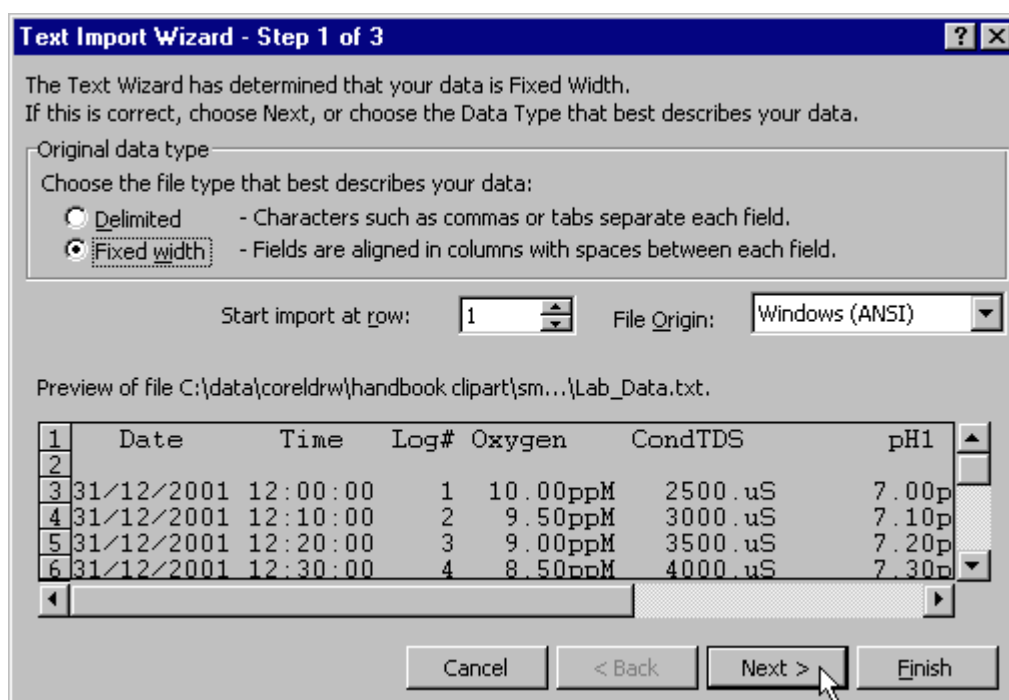 Text Import Wizard - Step 1 of 3
The Text Wizard has determined that your data is Fixed Width.
If this is correct, choose Next, or choose the Data Type that best describes your data.
Original data type
Choose the file type that best describes your data:
Delimited - Characters such as commas or tabs separate each field.
Fixed width - Fields are aligned in columns with spaces between each field.
Start import at row: 1 File Origin: Windows (ANSI)
Preview of file C:\data\coreldrw\handbook clipart\sm...\Lab_Data.txt.
1 Date Time Log# Oxygen CondTDS pH1
2
3 31/12/2001 12:00:00 1 10.00ppM 2500.uS 7.00p
4 31/12/2001 12:10:00 2 9.50ppM 3000.uS 7.10p
5 31/12/2001 12:20:00 3 9.00ppM 3500.uS 7.20p
6 31/12/2001 12:30:00 4 8.50ppM 4000.uS 7.30p
Cancel < Back Next > Finish